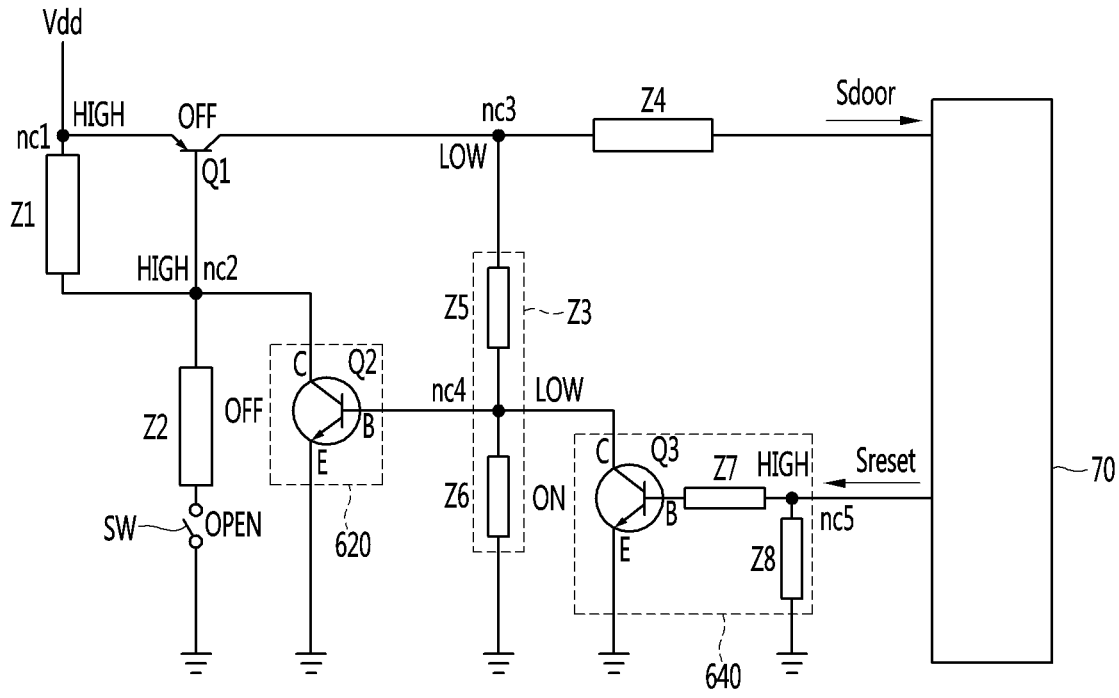 Vdd
HIGH
OFF
nc3
Z4
Sdoor
nc1
LOW
Q1
Z1
HIGH
nc2
Z5
Z3
C
Q2
nc4
LOW
Z2
OFF
B
C
Q3
Z7
HIGH
Sreset
70
E
Z6
ON
B
nc5
SW
OPEN
620
E
Z8
640